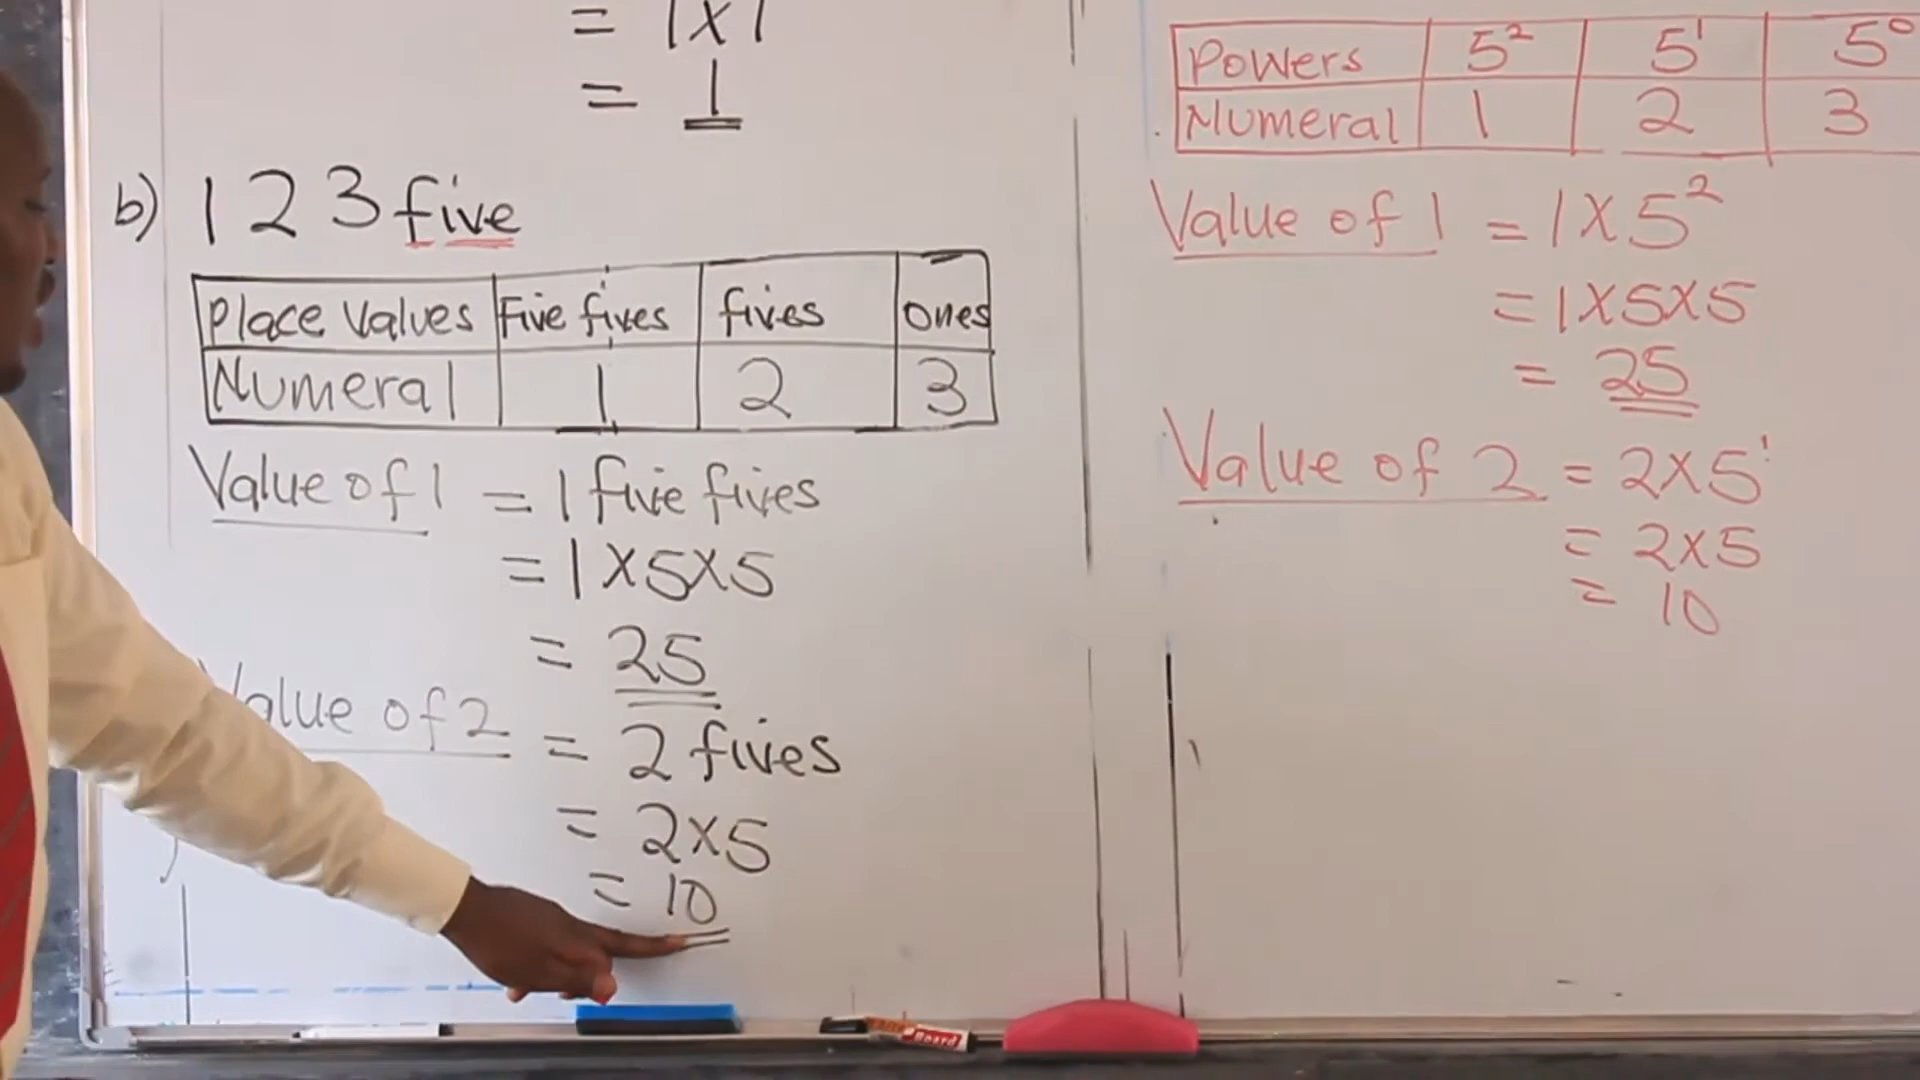 = 1x1
= 1
b) 123five
Place Values Five fives fives ones
Numeral 1 2 3
Value of 1 = 1 five fives
= 1x5x5
= 25
Value of 2 = 2 fives
= 2x5
= 10
Powers 5² 5¹ 5⁰
Numeral 1 2 3
Value of 1 = 1x5²
= 1x5x5
= 25
Value of 2 = 2x5¹
= 2x5
= 10